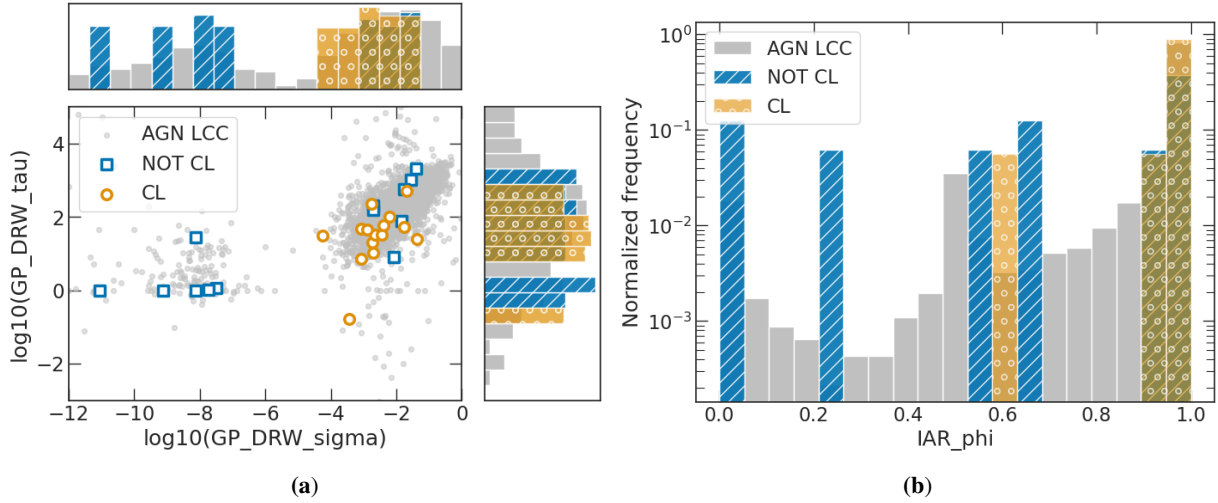 AGN LCC
NOT CL
CL
4
2
0
−2
log10(GP_DRW_tau)
−12 −10 −8 −6 −4 −2 0
log10(GP_DRW_sigma)
(a)
AGN LCC
NOT CL
CL
10^0
10^−1
10^−2
10^−3
Normalized frequency
0.0 0.2 0.4 0.6 0.8 1.0
IAR_phi
(b)